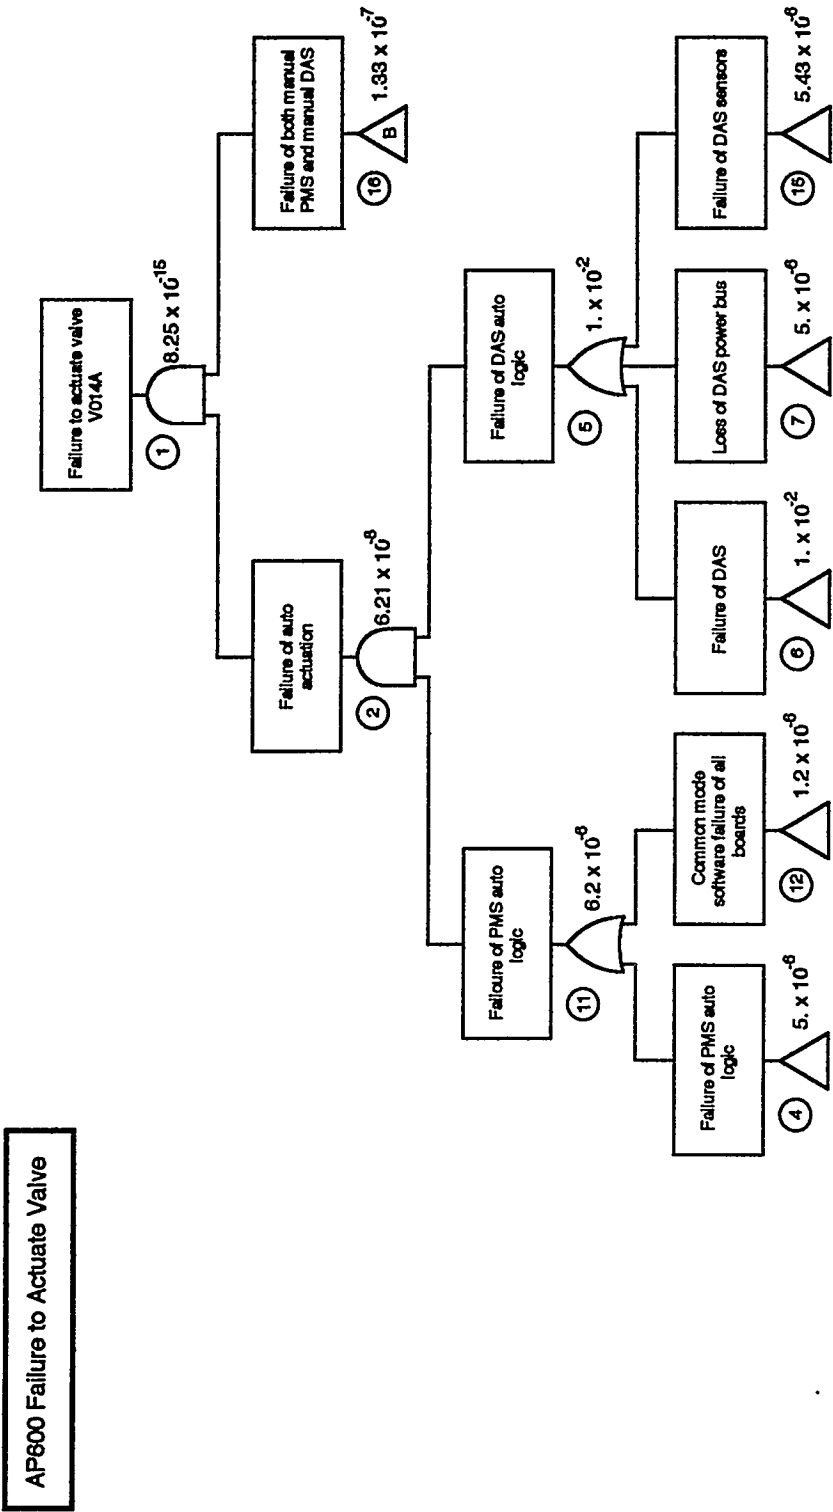 AP600 Failure to Actuate Valve
Failure to actuate valve
V014A
1
8.25 x 10^-15
Failure of auto
actuation
2
6.21 x 10^-8
Failure of both manual
PMS and manual DAS
16
B
1.33 x 10^-7
Failoure of PMS auto
logic
11
6.2 x 10^-6
Failure of DAS auto
logic
5
1. x 10^-2
Failure of PMS auto
logic
4
5. x 10^-6
Common mode
software failure of all
boards
12
1.2 x 10^-6
Failure of DAS
6
1. x 10^-2
Loss of DAS power bus
7
5. x 10^-6
Failure of DAS sensors
15
5.43 x 10^-6